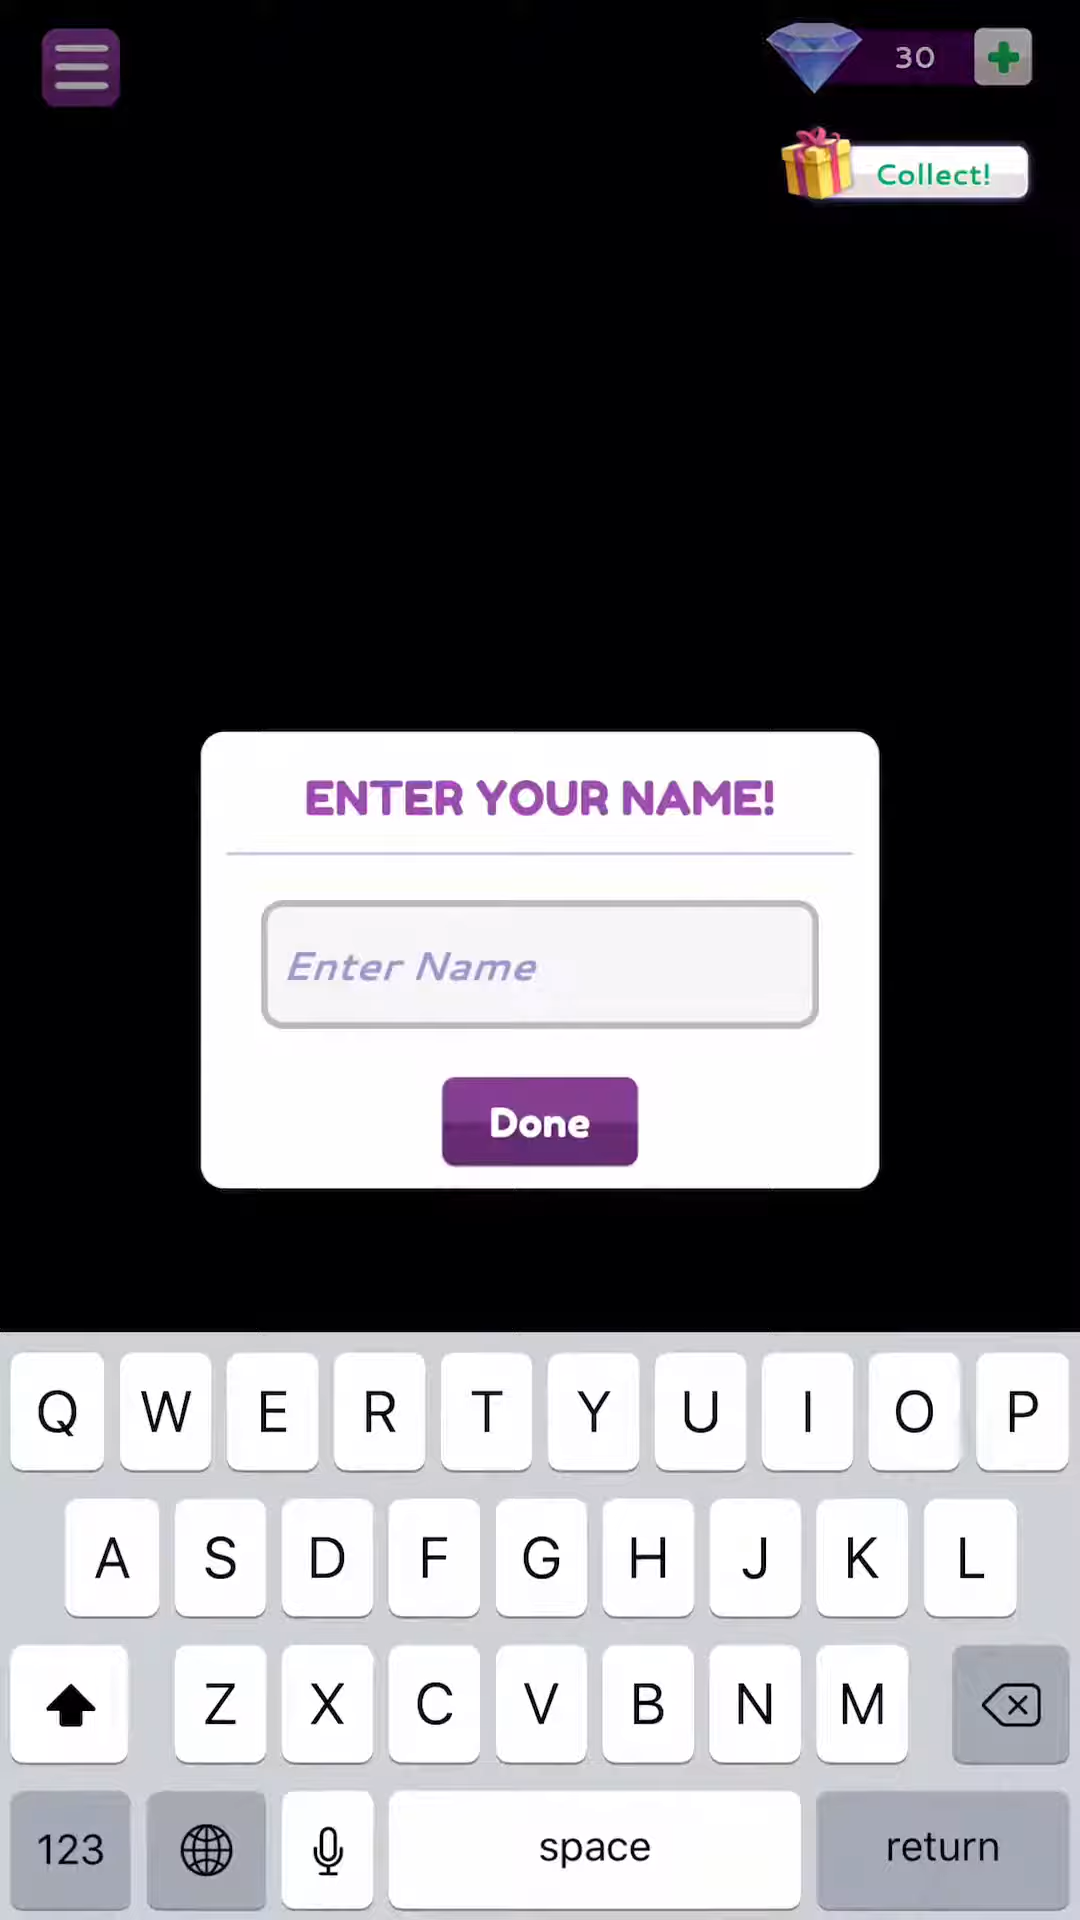 30
Collect!
ENTER YOUR NAME!
Enter Name
Done
Q W E R T Y U I O P
A S D F G H J K L
Z X C V B N M
123 space return